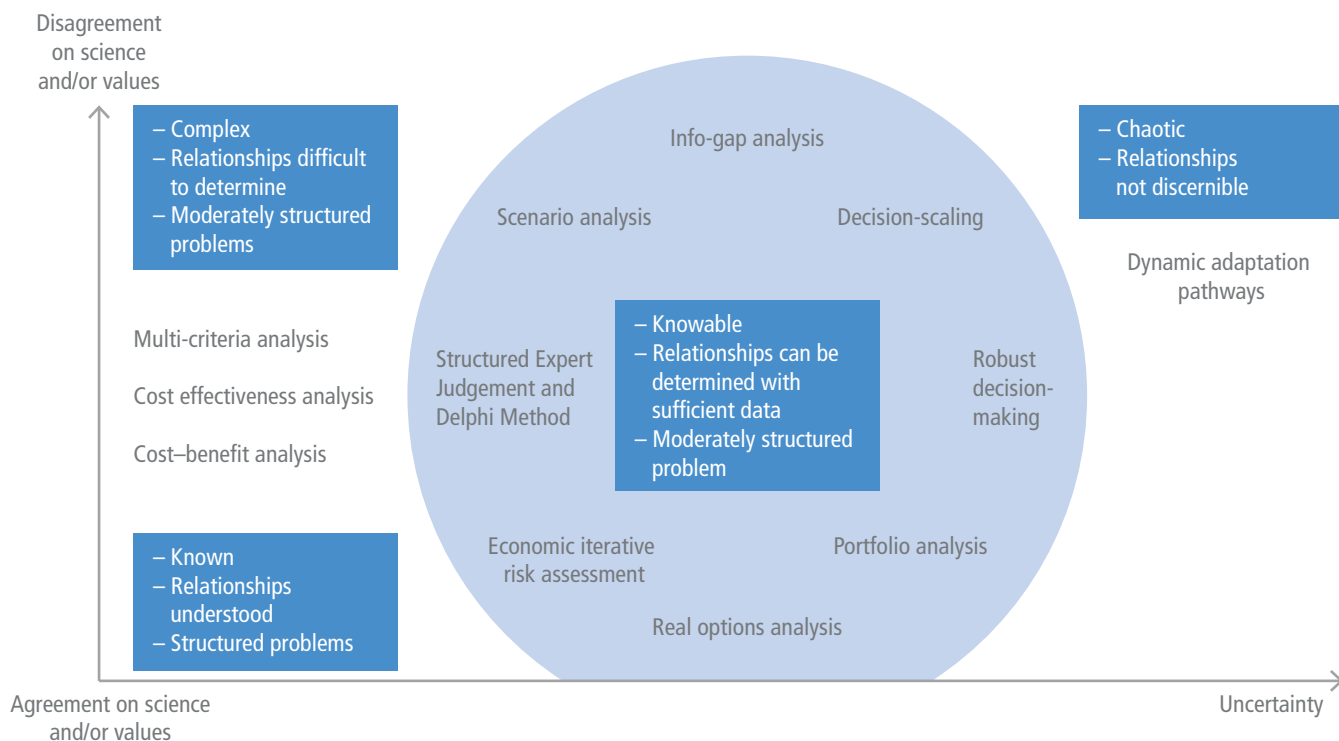 Disagreement
on science
and/or values
– Complex
– Relationships difficult
to determine
– Moderately structured
problems
Info-gap analysis
Scenario analysis
Decision-scaling
– Chaotic
– Relationships
not discernible
Dynamic adaptation
pathways
Multi-criteria analysis
Cost effectiveness analysis
Cost–benefit analysis
Structured Expert
Judgement and
Delphi Method
– Knowable
– Relationships can be
determined with
sufficient data
– Moderately structured
problem
Robust
decision-
making
– Known
– Relationships
understood
– Structured problems
Economic iterative
risk assessment
Portfolio analysis
Real options analysis
Agreement on science
and/or values
Uncertainty